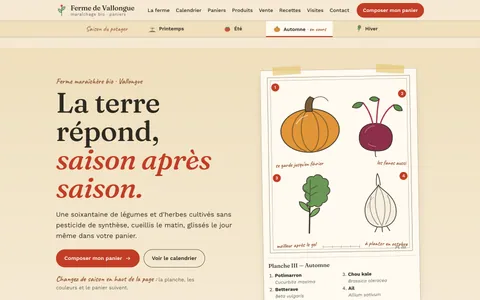 Ferme de Vallongue
maraîchage bio · paniers
La ferme Calendrier Paniers Produits Vente Recettes Visites Contact
Composer mon panier
Saison du potager
Printemps
Été
Automne · en cours
Hiver
Ferme maraîchère bio · Vallongue
La terre
répond,
saison après
saison.
Une soixantaine de légumes et d'herbes cultivés sans
pesticide de synthèse, cueillis le matin, glissés le jour
même dans votre panier.
Composer mon panier →
Voir le calendrier
Changez de saison en haut de la page : la planche, les
couleurs et le panier suivent.
1
2
se garde jusqu'en février
les fanes aussi
3
4
meilleur après le gel
à planter en octobre
Planche III — Automne
1. Potimarron
Cucurbita maxima
2. Betterave
Beta vulgaris
3. Chou kale
Brassica oleracea
4. Ail
Allium sativum